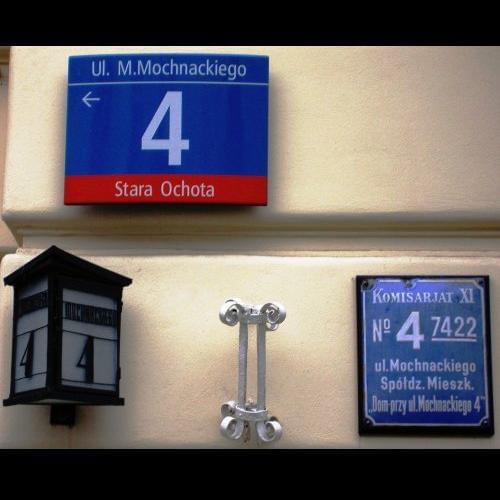 Ul. M.Mochnackiego
←
4
Stara Ochota
MOCHNACKIEGO
4
4
KOMISARJAT XI
No 4 7422
ul.Mochnackiego
Spółdz. Mieszk.
„Dom-przy ul.Mochnackiego 4"